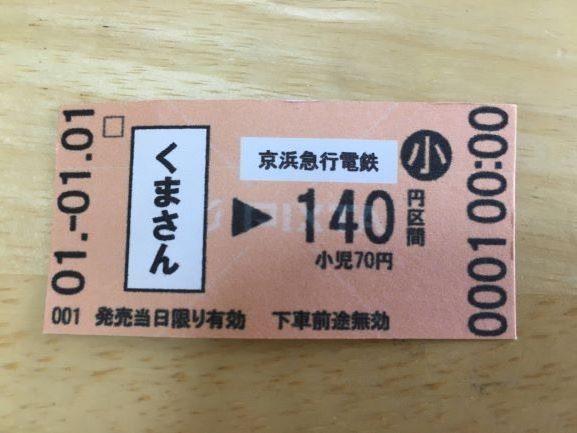 01.-01.01
□
くまさん
京浜急行電鉄
小
▶140
円区間
小児70円
0001 00:00
001 発売当日限り有効 下車前途無効